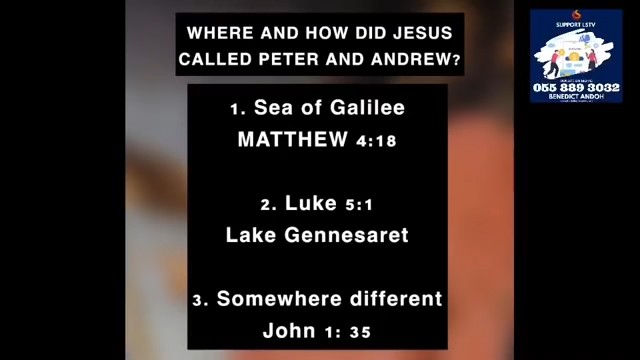 WHERE AND HOW DID JESUS
CALLED PETER AND ANDREW?
1. Sea of Galilee
MATTHEW 4:18
2. Luke 5:1
Lake Gennesaret
3. Somewhere different
John 1: 35
SUPPORT LSTV
055 889 3032
BENEDICT ANDOH